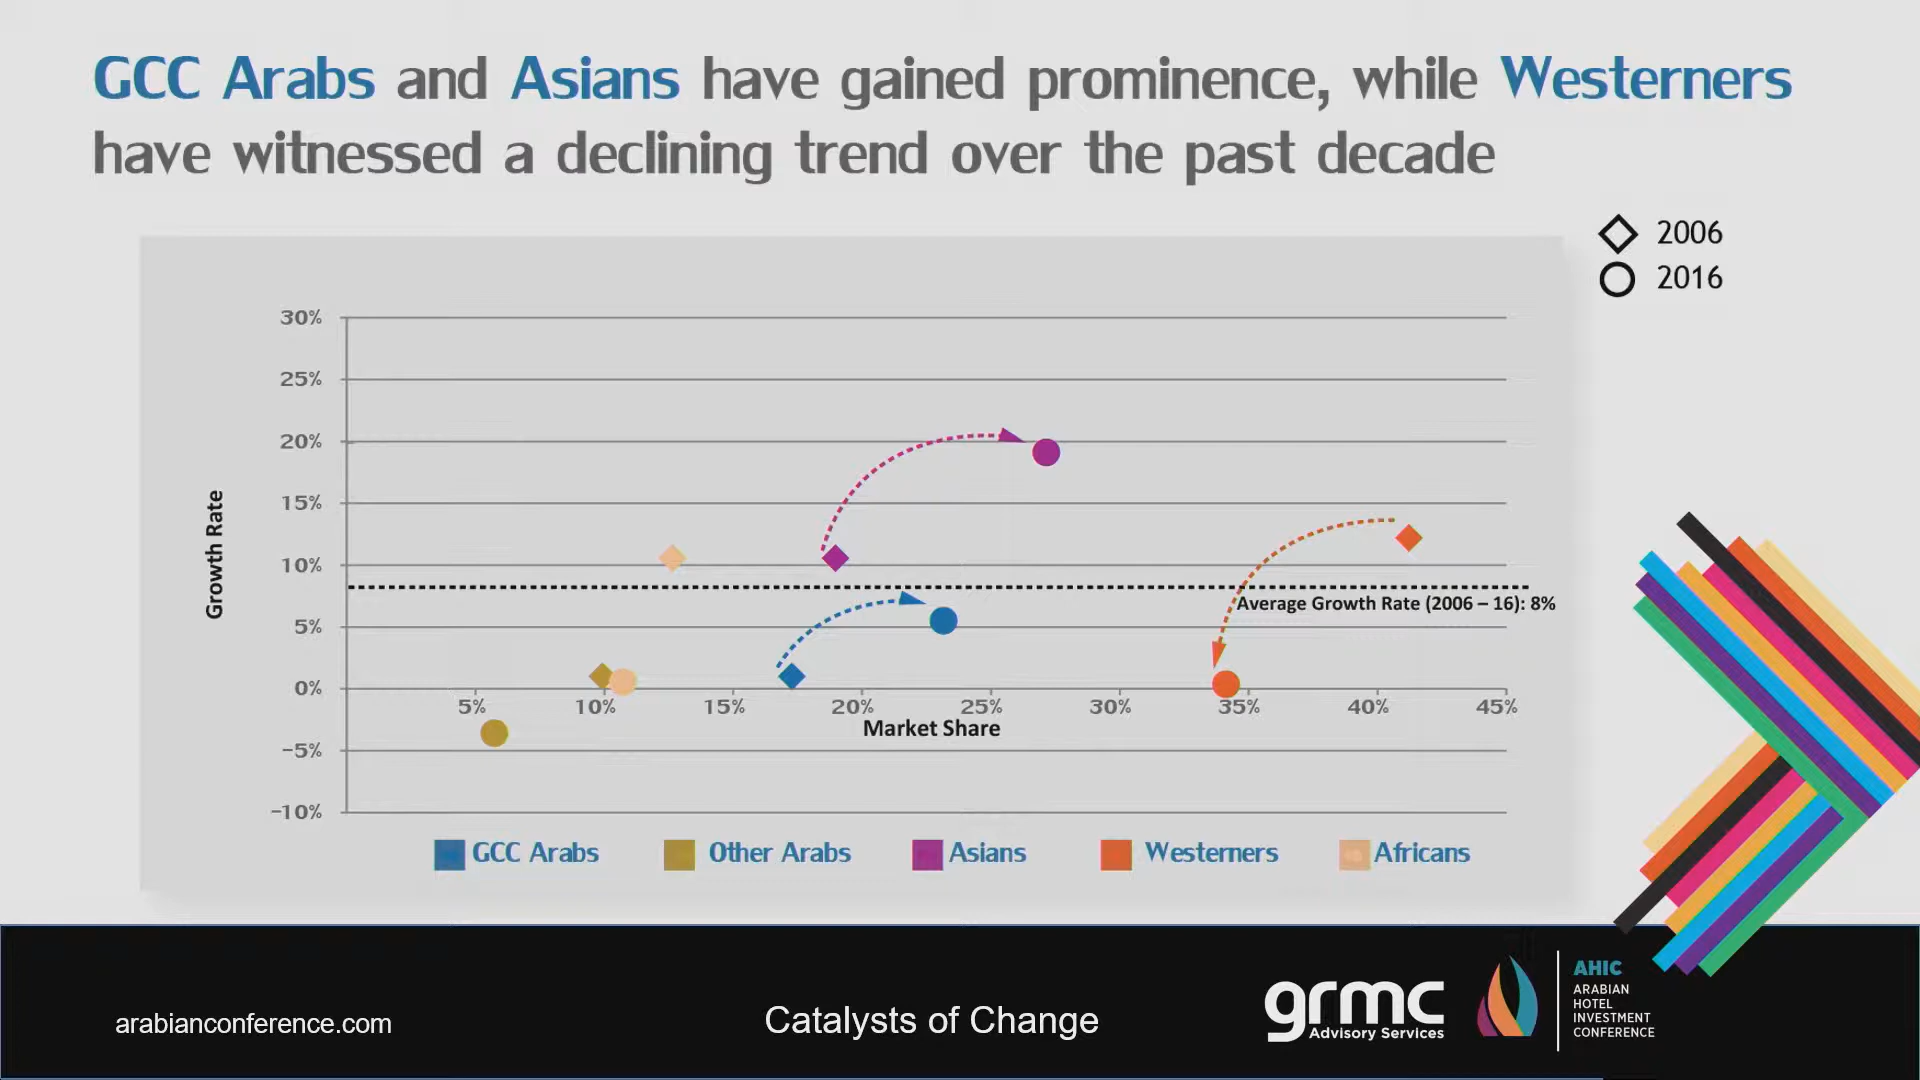 GCC Arabs and Asians have gained prominence, while Westerners
have witnessed a declining trend over the past decade
2006
2016
30%
25%
20%
15%
10%
5%
0%
-5%
-10%
Growth Rate
Average Growth Rate (2006 – 16): 8%
5% 10% 15% 20% 25% 30% 35% 40% 45%
Market Share
GCC Arabs Other Arabs Asians Westerners Africans
arabianconference.com
Catalysts of Change
grmc
Advisory Services
AHIC
ARABIAN
HOTEL
INVESTMENT
CONFERENCE